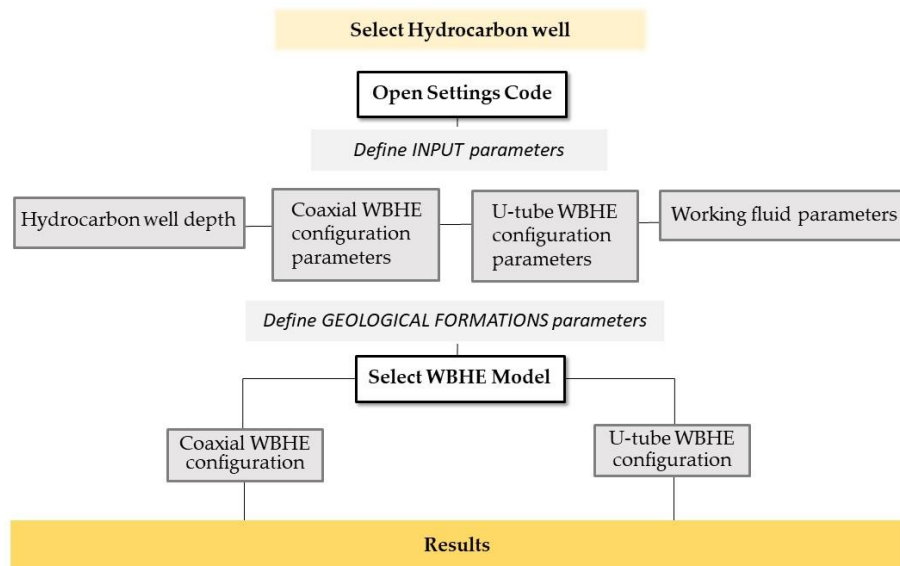 Select Hydrocarbon well
Open Settings Code
Define INPUT parameters
Hydrocarbon well depth
Coaxial WBHE
configuration
parameters
U-tube WBHE
configuration
parameters
Working fluid parameters
Define GEOLOGICAL FORMATIONS parameters
Select WBHE Model
Coaxial WBHE
configuration
U-tube WBHE
configuration
Results